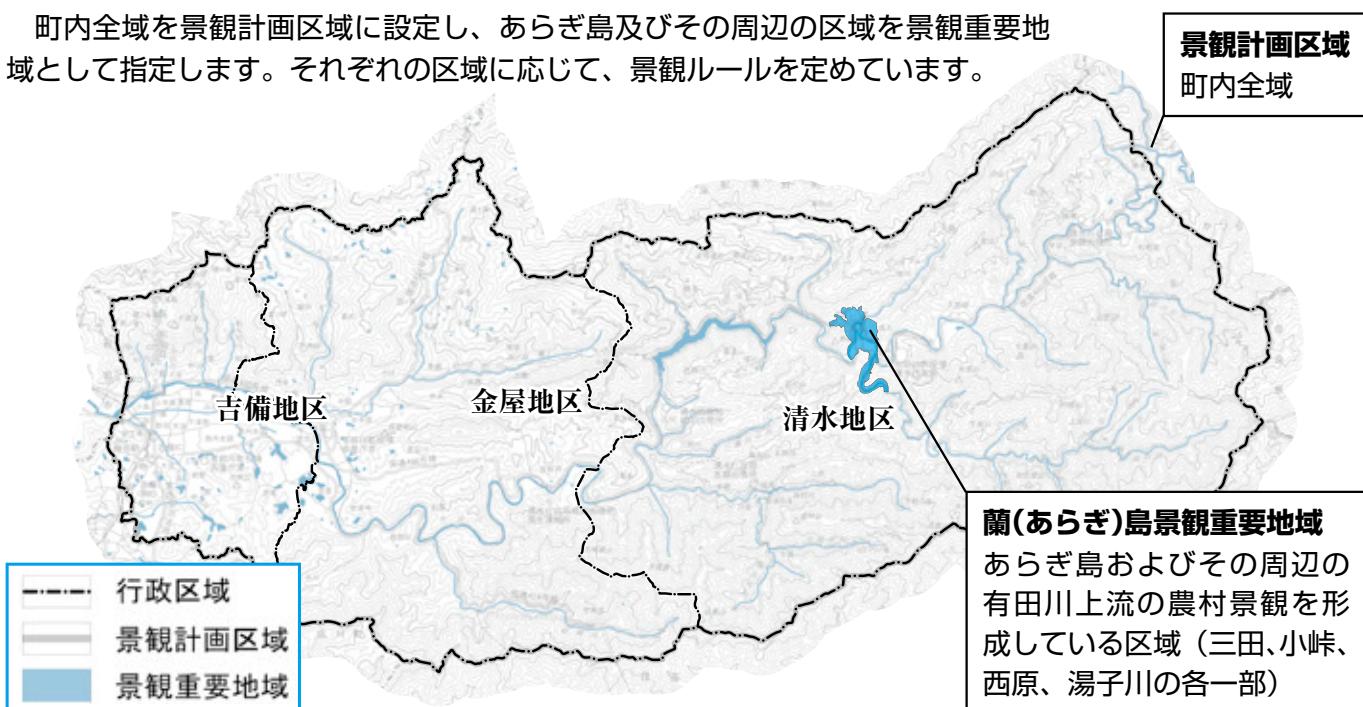 町内全域を景観計画区域に設定し、あらぎ島及びその周辺の区域を景観重要地
域として指定します。それぞれの区域に応じて、景観ルールを定めています。
景観計画区域
町内全域
吉備地区
金屋地区
清水地区
蘭(あらぎ)島景観重要地域
あらぎ島およびその周辺の
有田川上流の農村景観を形
成している区域（三田、小峠、
西原、湯子川の各一部）
行政区域
景観計画区域
景観重要地域